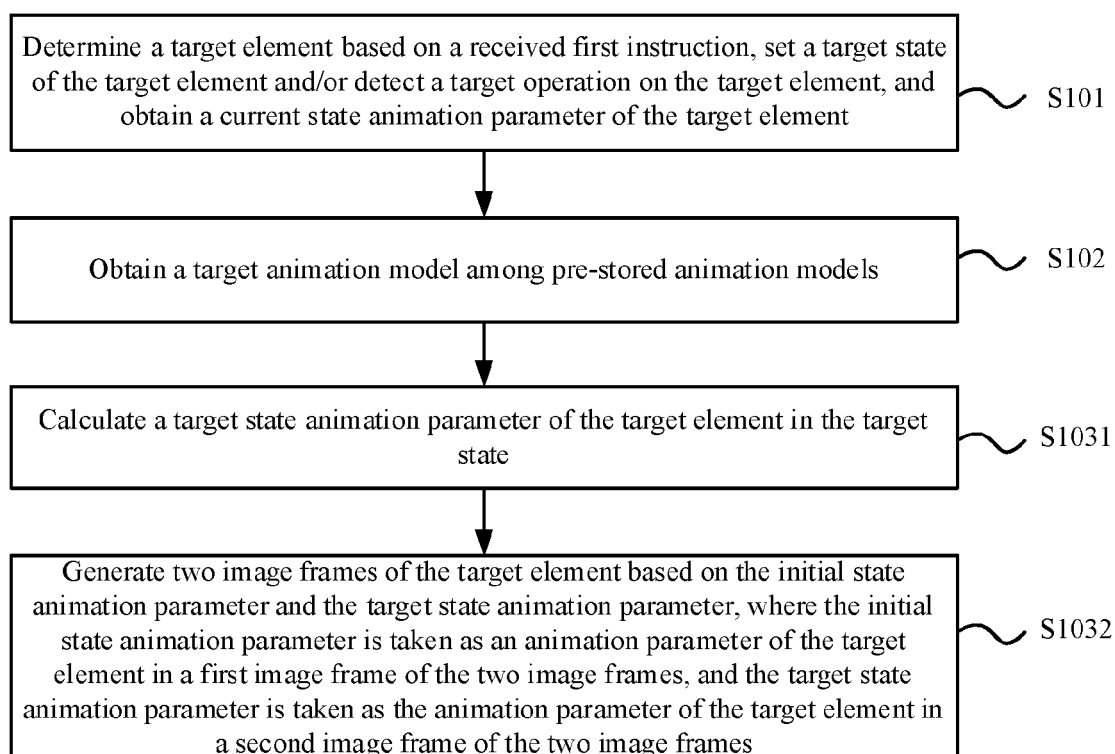 Determine a target element based on a received first instruction, set a target state
of the target element and/or detect a target operation on the target element, and
obtain a current state animation parameter of the target element
S101
Obtain a target animation model among pre-stored animation models
S102
Calculate a target state animation parameter of the target element in the target
state
S1031
Generate two image frames of the target element based on the initial state
animation parameter and the target state animation parameter, where the initial
state animation parameter is taken as an animation parameter of the target
element in a first image frame of the two image frames, and the target state
animation parameter is taken as the animation parameter of the target element in
a second image frame of the two image frames
S1032